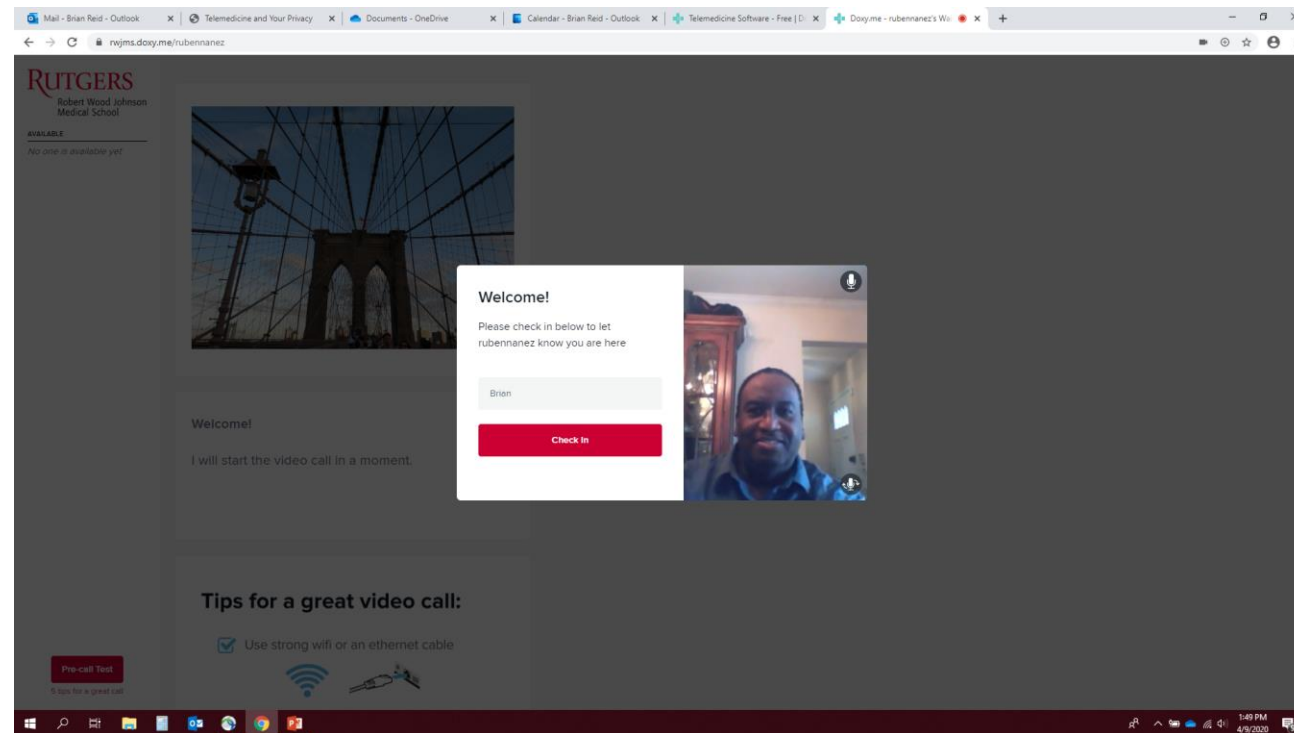 Mail - Brian Reid - Outlook
Telemedicine and Your Privacy
Documents - OneDrive
Calendar - Brian Reid - Outlook
Telemedicine Software - Free | D
Doxy.me - rubennanez's Wa
rwjms.doxy.me/rubennanez
RUTGERS
Robert Wood Johnson
Medical School
AVAILABLE
No one is available yet
Welcome!
Please check in below to let
rubennanez know you are here
Brian
Check In
Welcome!
I will start the video call in a moment.
Tips for a great video call:
Use strong wifi or an ethernet cable
Pre-call Test
5 tips for a great call
1:49 PM
4/9/2020